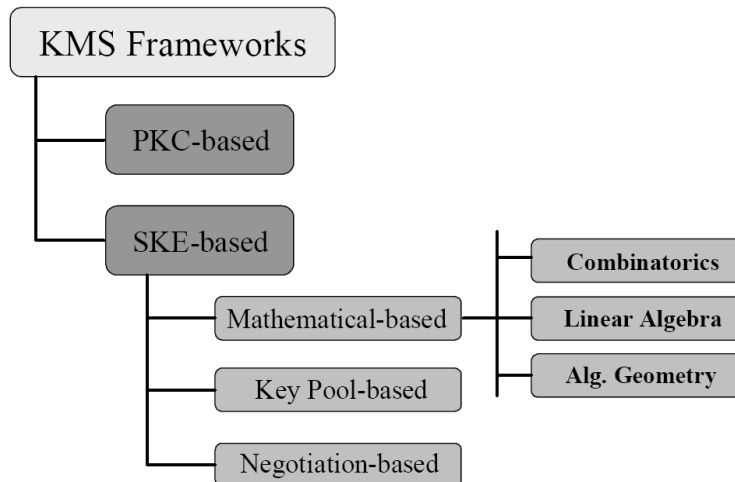 KMS Frameworks
PKC-based
SKE-based
Mathematical-based
Key Pool-based
Negotiation-based
Combinatorics
Linear Algebra
Alg. Geometry